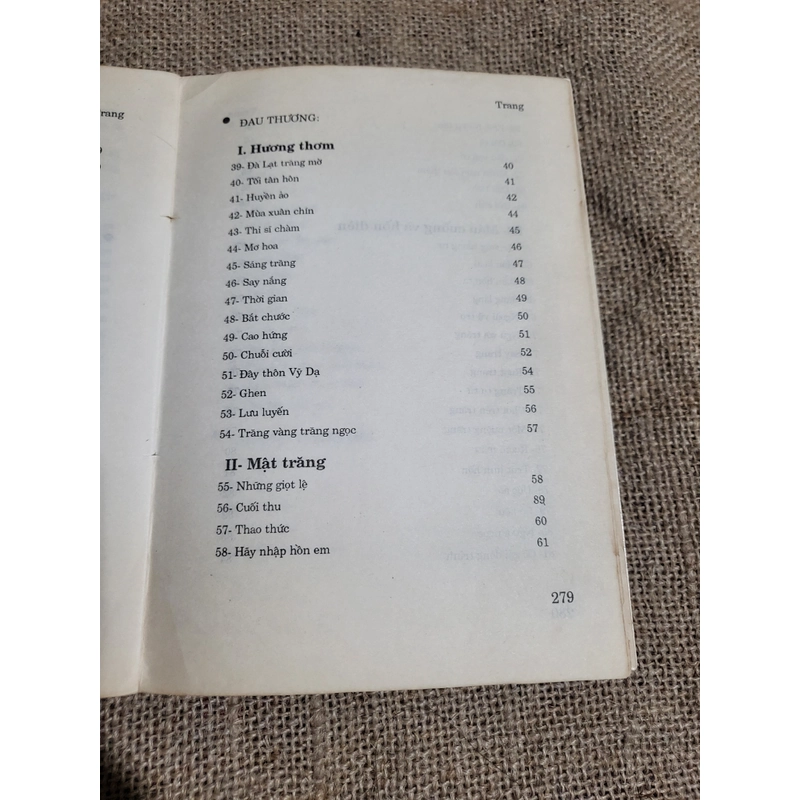 Trang
Trang
• ĐAU THƯƠNG:
I. Hương thơm
39- Đà Lạt trăng mờ 40
40- Tối tân hôn 41
41- Huyền ảo 42
42- Mùa xuân chín 44
43- Thi sĩ chàm 45
44- Mơ hoa 46
45- Sáng trăng 47
46- Say nắng 48
47- Thời gian 49
48- Bắt chước 50
49- Cao hứng 51
50- Chuỗi cười 52
51- Đây thôn Vỹ Dạ 54
52- Ghen 55
53- Lưu luyến 56
54- Trăng vàng trăng ngọc 57
II- Mật trăng
55- Những giọt lệ 58
56- Cuối thu 89
57- Thao thức 60
58- Hãy nhập hồn em 61
279